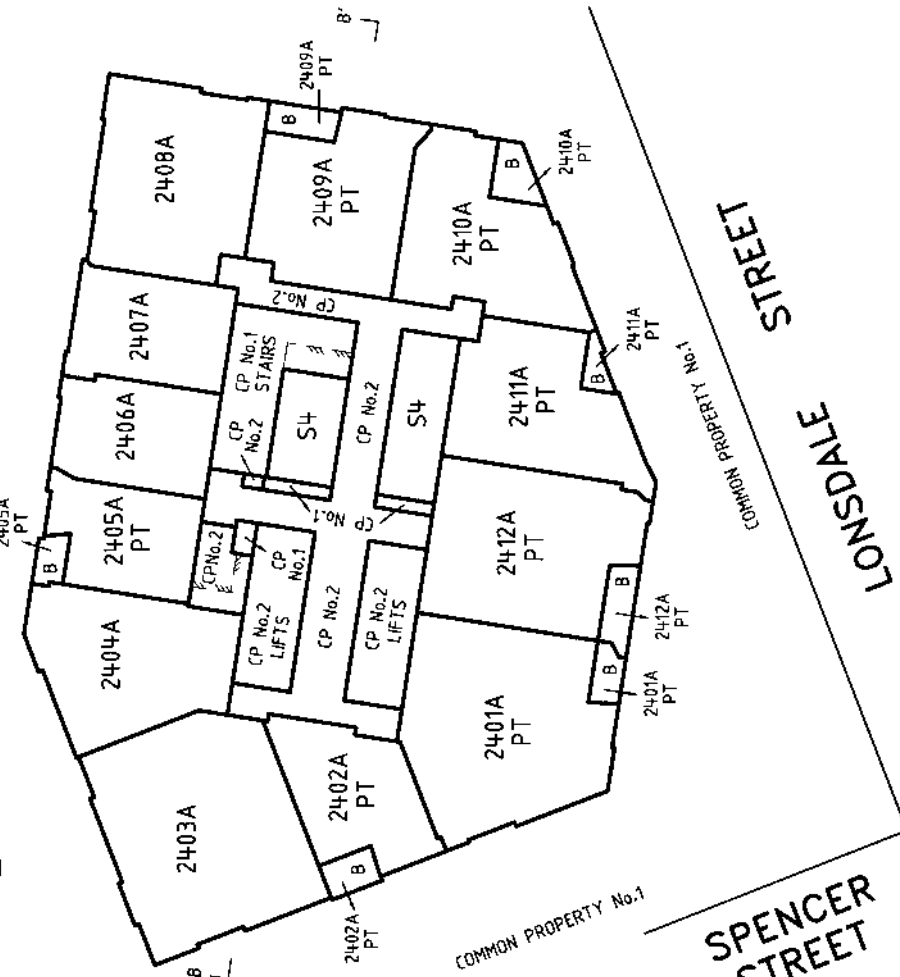 B'
2409A
PT
B
2408A
2409A
PT
B
2410A
PT
2410A
PT
STREET
CP No.2
2407A
CP No.1
STAIRS
2411A
PT
B
COMMON PROPERTY No.1
2406A
CP
No.2
S4
CP No.2
S4
2411A
PT
LONSDALE
2405A
PT
B
2405A
PT
CP No.1
CP No.2
CP
No.1
2412A
PT
B
2412A
PT
2404A
CP No.2
LIFTS
CP No.2
CP No.2
LIFTS
B
2401A
PT
2401A
PT
2402A
PT
2403A
B
2402A
PT
COMMON PROPERTY No.1
SPENCER
STREET
B